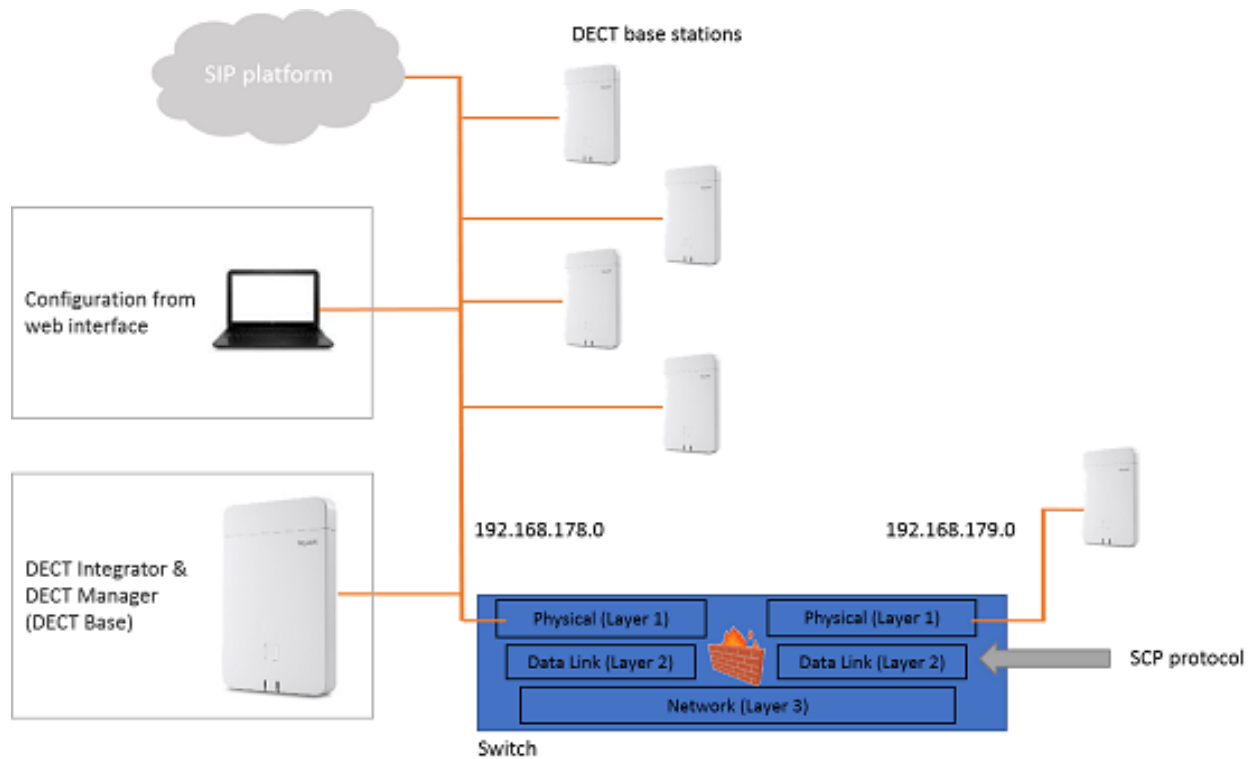 DECT base stations
SIP platform
Configuration from
web interface
192.168.178.0
192.168.179.0
DECT Integrator &
DECT Manager
(DECT Base)
Physical (Layer 1)
Physical (Layer 1)
Data Link (Layer 2)
Data Link (Layer 2)
SCP protocol
Network (Layer 3)
Switch